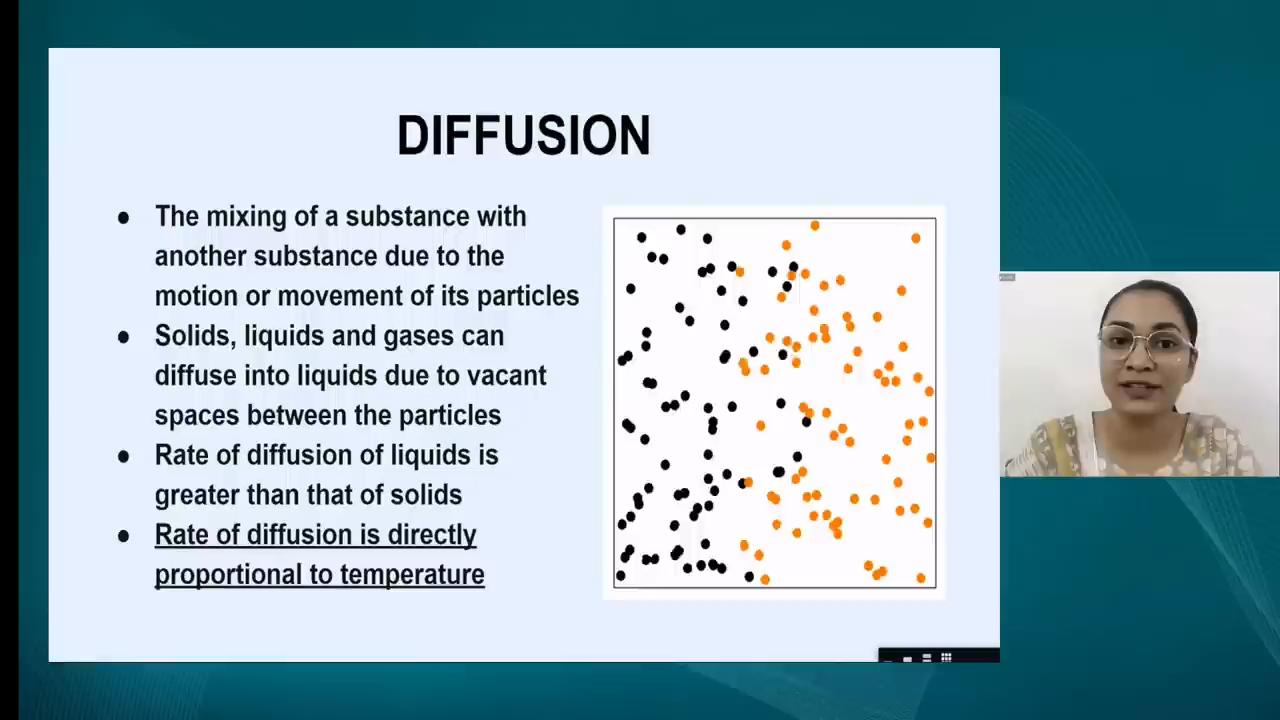 DIFFUSION
● The mixing of a substance with
another substance due to the
motion or movement of its particles
● Solids, liquids and gases can
diffuse into liquids due to vacant
spaces between the particles
● Rate of diffusion of liquids is
greater than that of solids
● Rate of diffusion is directly
proportional to temperature